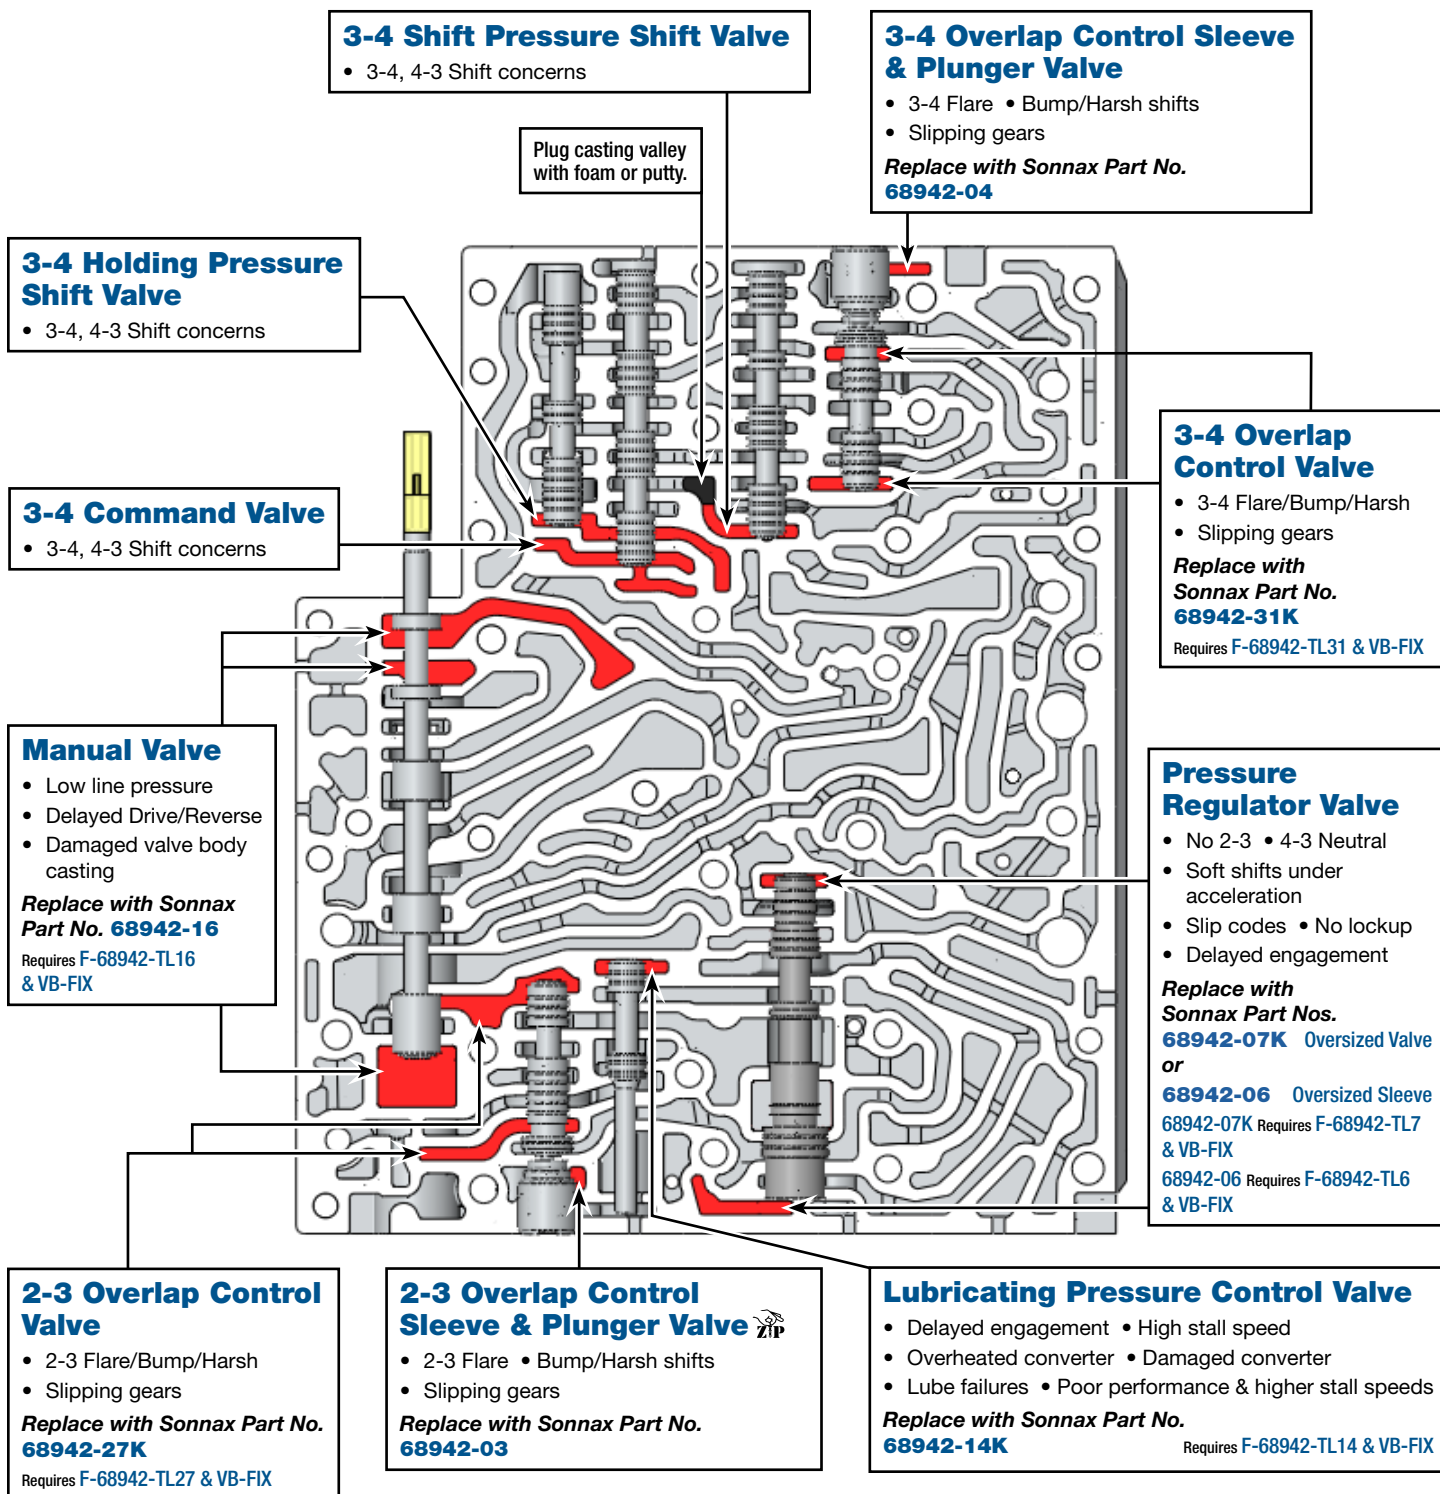 3-4 Shift Pressure Shift Valve
• 3-4, 4-3 Shift concerns
3-4 Overlap Control Sleeve
& Plunger Valve
• 3-4 Flare • Bump/Harsh shifts
• Slipping gears
Replace with Sonnax Part No.
68942-04
Plug casting valley
with foam or putty.
3-4 Holding Pressure
Shift Valve
• 3-4, 4-3 Shift concerns
3-4 Command Valve
• 3-4, 4-3 Shift concerns
3-4 Overlap
Control Valve
• 3-4 Flare/Bump/Harsh
• Slipping gears
Replace with
Sonnax Part No.
68942-31K
Requires F-68942-TL31 & VB-FIX
Manual Valve
• Low line pressure
• Delayed Drive/Reverse
• Damaged valve body
casting
Replace with Sonnax
Part No. 68942-16
Requires F-68942-TL16
& VB-FIX
Pressure
Regulator Valve
• No 2-3 • 4-3 Neutral
• Soft shifts under
acceleration
• Slip codes • No lockup
• Delayed engagement
Replace with
Sonnax Part Nos.
68942-07K Oversized Valve
or
68942-06 Oversized Sleeve
68942-07K Requires F-68942-TL7
& VB-FIX
68942-06 Requires F-68942-TL6
& VB-FIX
2-3 Overlap Control
Valve
• 2-3 Flare/Bump/Harsh
• Slipping gears
Replace with Sonnax Part No.
68942-27K
Requires F-68942-TL27 & VB-FIX
2-3 Overlap Control
Sleeve & Plunger Valve ZIP
• 2-3 Flare • Bump/Harsh shifts
• Slipping gears
Replace with Sonnax Part No.
68942-03
Lubricating Pressure Control Valve
• Delayed engagement • High stall speed
• Overheated converter • Damaged converter
• Lube failures • Poor performance & higher stall speeds
Replace with Sonnax Part No.
68942-14K Requires F-68942-TL14 & VB-FIX